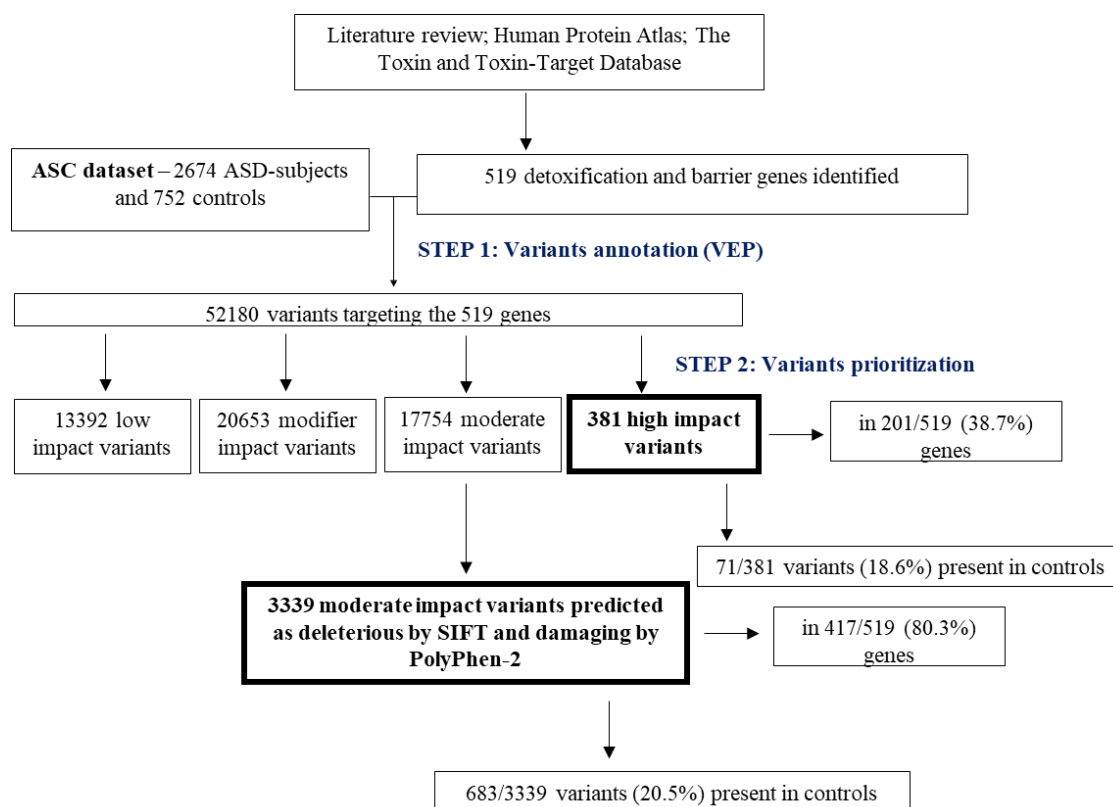 Literature review; Human Protein Atlas; The
Toxin and Toxin-Target Database
ASC dataset – 2674 ASD-subjects
and 752 controls
519 detoxification and barrier genes identified
STEP 1: Variants annotation (VEP)
52180 variants targeting the 519 genes
STEP 2: Variants prioritization
13392 low
impact variants
20653 modifier
impact variants
17754 moderate
impact variants
381 high impact
variants
in 201/519 (38.7%)
genes
71/381 variants (18.6%) present in controls
3339 moderate impact variants predicted
as deleterious by SIFT and damaging by
PolyPhen-2
in 417/519 (80.3%)
genes
683/3339 variants (20.5%) present in controls